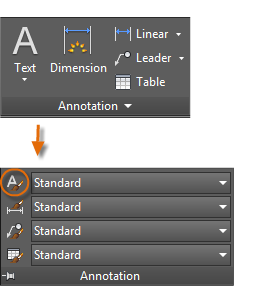 A
Linear
Leader
Table
Text
Dimension
Annotation
A
Standard
Standard
Standard
Standard
Annotation